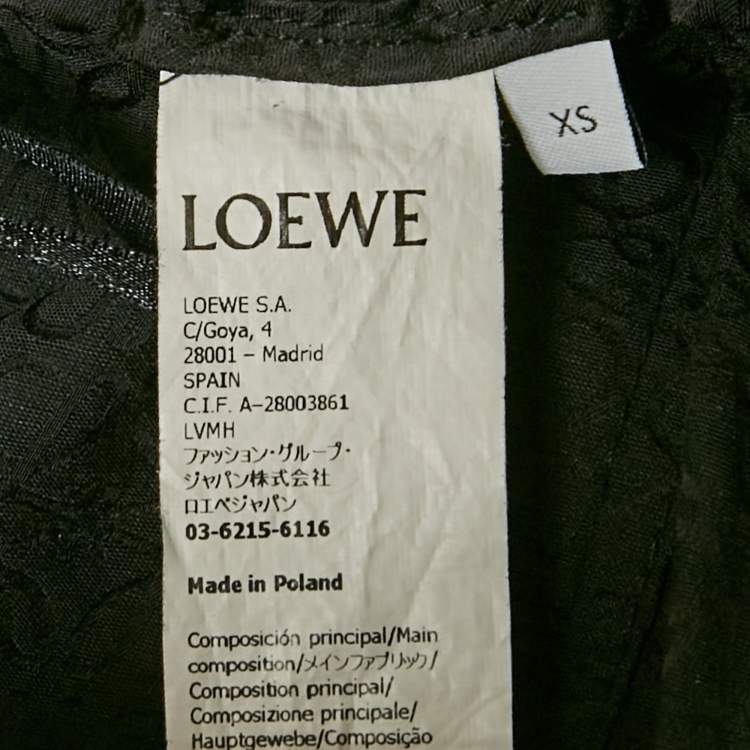 XS
LOEWE
LOEWE S.A.
C/Goya, 4
28001 – Madrid
SPAIN
C.I.F. A-28003861
LVMH
ファッション・グループ・
ジャパン株式会社
ロエベジャパン
03-6215-6116
Made in Poland
Composición principal/Main
composition/メインファブリック/
Composition principal/
Composizione principale/
Hauptgewebe/Composição